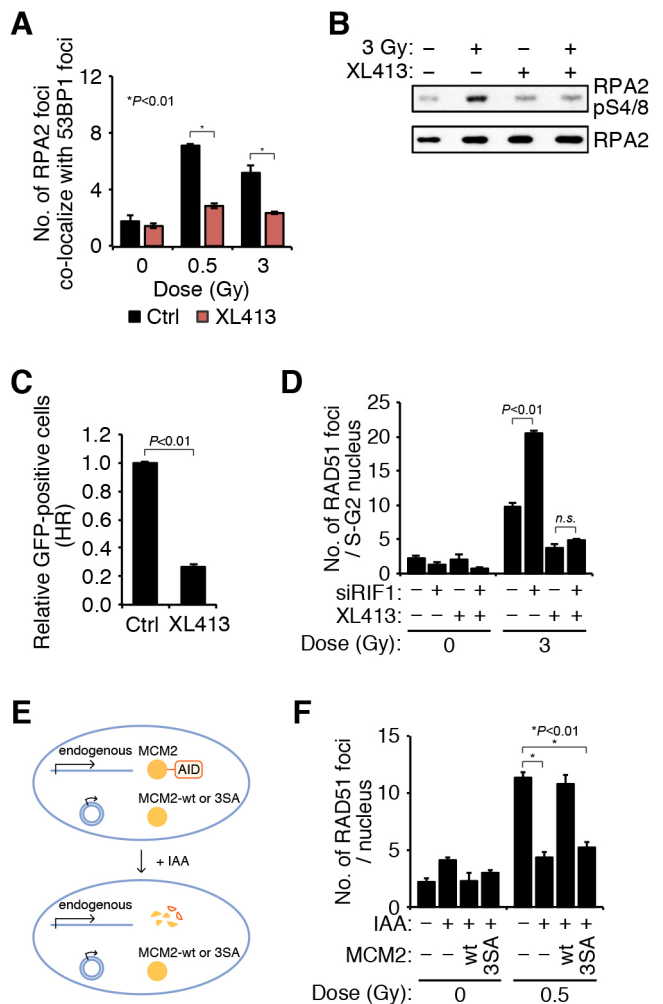 A
No. of RPA2 foci
co-localize with 53BP1 foci
12
8
4
0
*P<0.01
*
*
0 0.5 3
Dose (Gy)
Ctrl XL413
B
3 Gy: – + – +
XL413: – – + +
RPA2
pS4/8
RPA2
C
Relative GFP-positive cells
(HR)
1.2
1.0
0.8
0.6
0.4
0.2
0.0
P<0.01
Ctrl XL413
D
No. of RAD51 foci
/ S-G2 nucleus
25
20
15
10
5
0
P<0.01
n.s.
siRIF1: – + – + – + – +
XL413: – – + + – – + +
Dose (Gy): 0 3
E
endogenous MCM2
AID
MCM2-wt or 3SA
+ IAA
endogenous
MCM2-wt or 3SA
F
No. of RAD51 foci
/ nucleus
15
10
5
0
*P<0.01
*
*
IAA: – + + + – + + +
MCM2: – – wt 3SA – – wt 3SA
Dose (Gy): 0 0.5